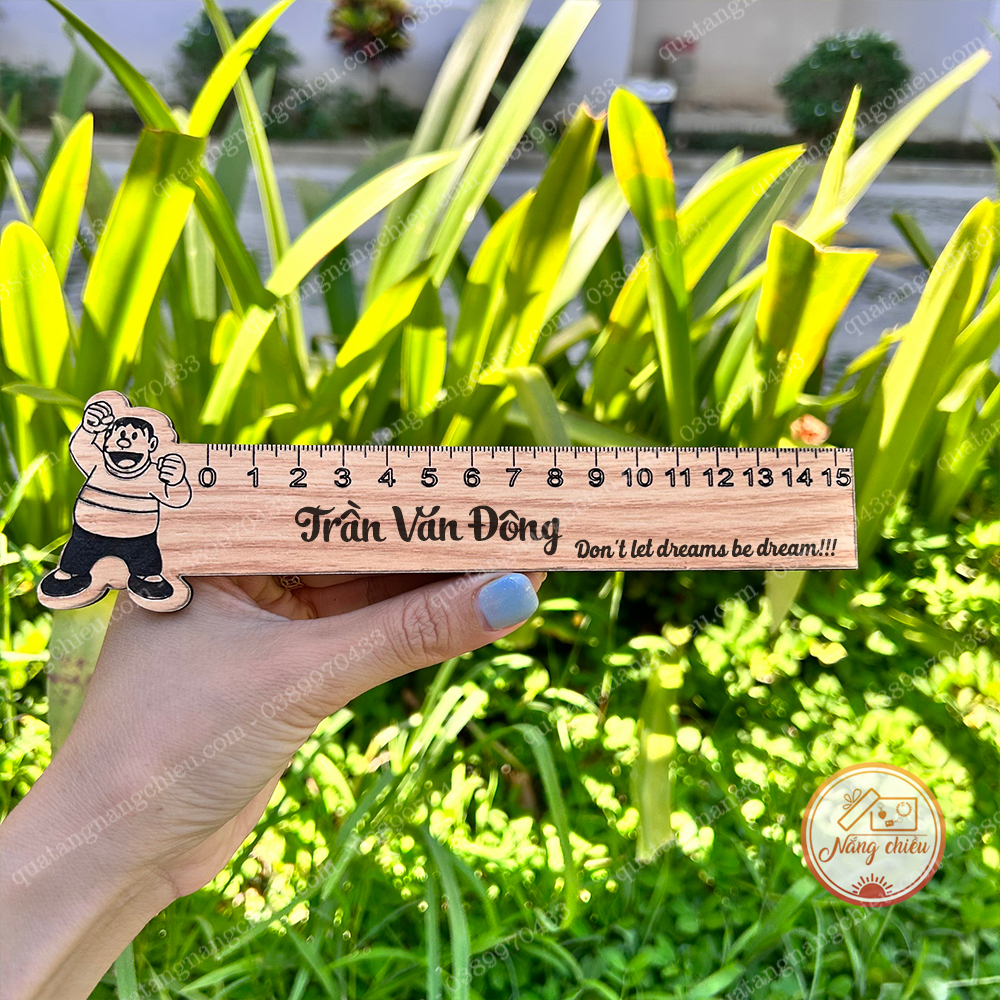 0 1 2 3 4 5 6 7 8 9 10 11 12 13 14 15
Trần Văn Đông
Don't let dreams be dream!!!
Nắng chiều
quatangnangchieu.com - 0389970433